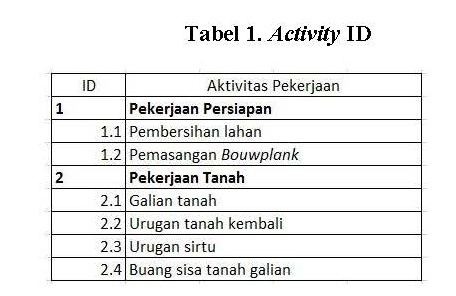 Tabel 1. Activity ID
ID Aktivitas Pekerjaan
1 Pekerjaan Persiapan
1.1 Pembersihan lahan
1.2 Pemasangan Bouwplank
2 Pekerjaan Tanah
2.1 Galian tanah
2.2 Urugan tanah kembali
2.3 Urugan sirtu
2.4 Buang sisa tanah galian